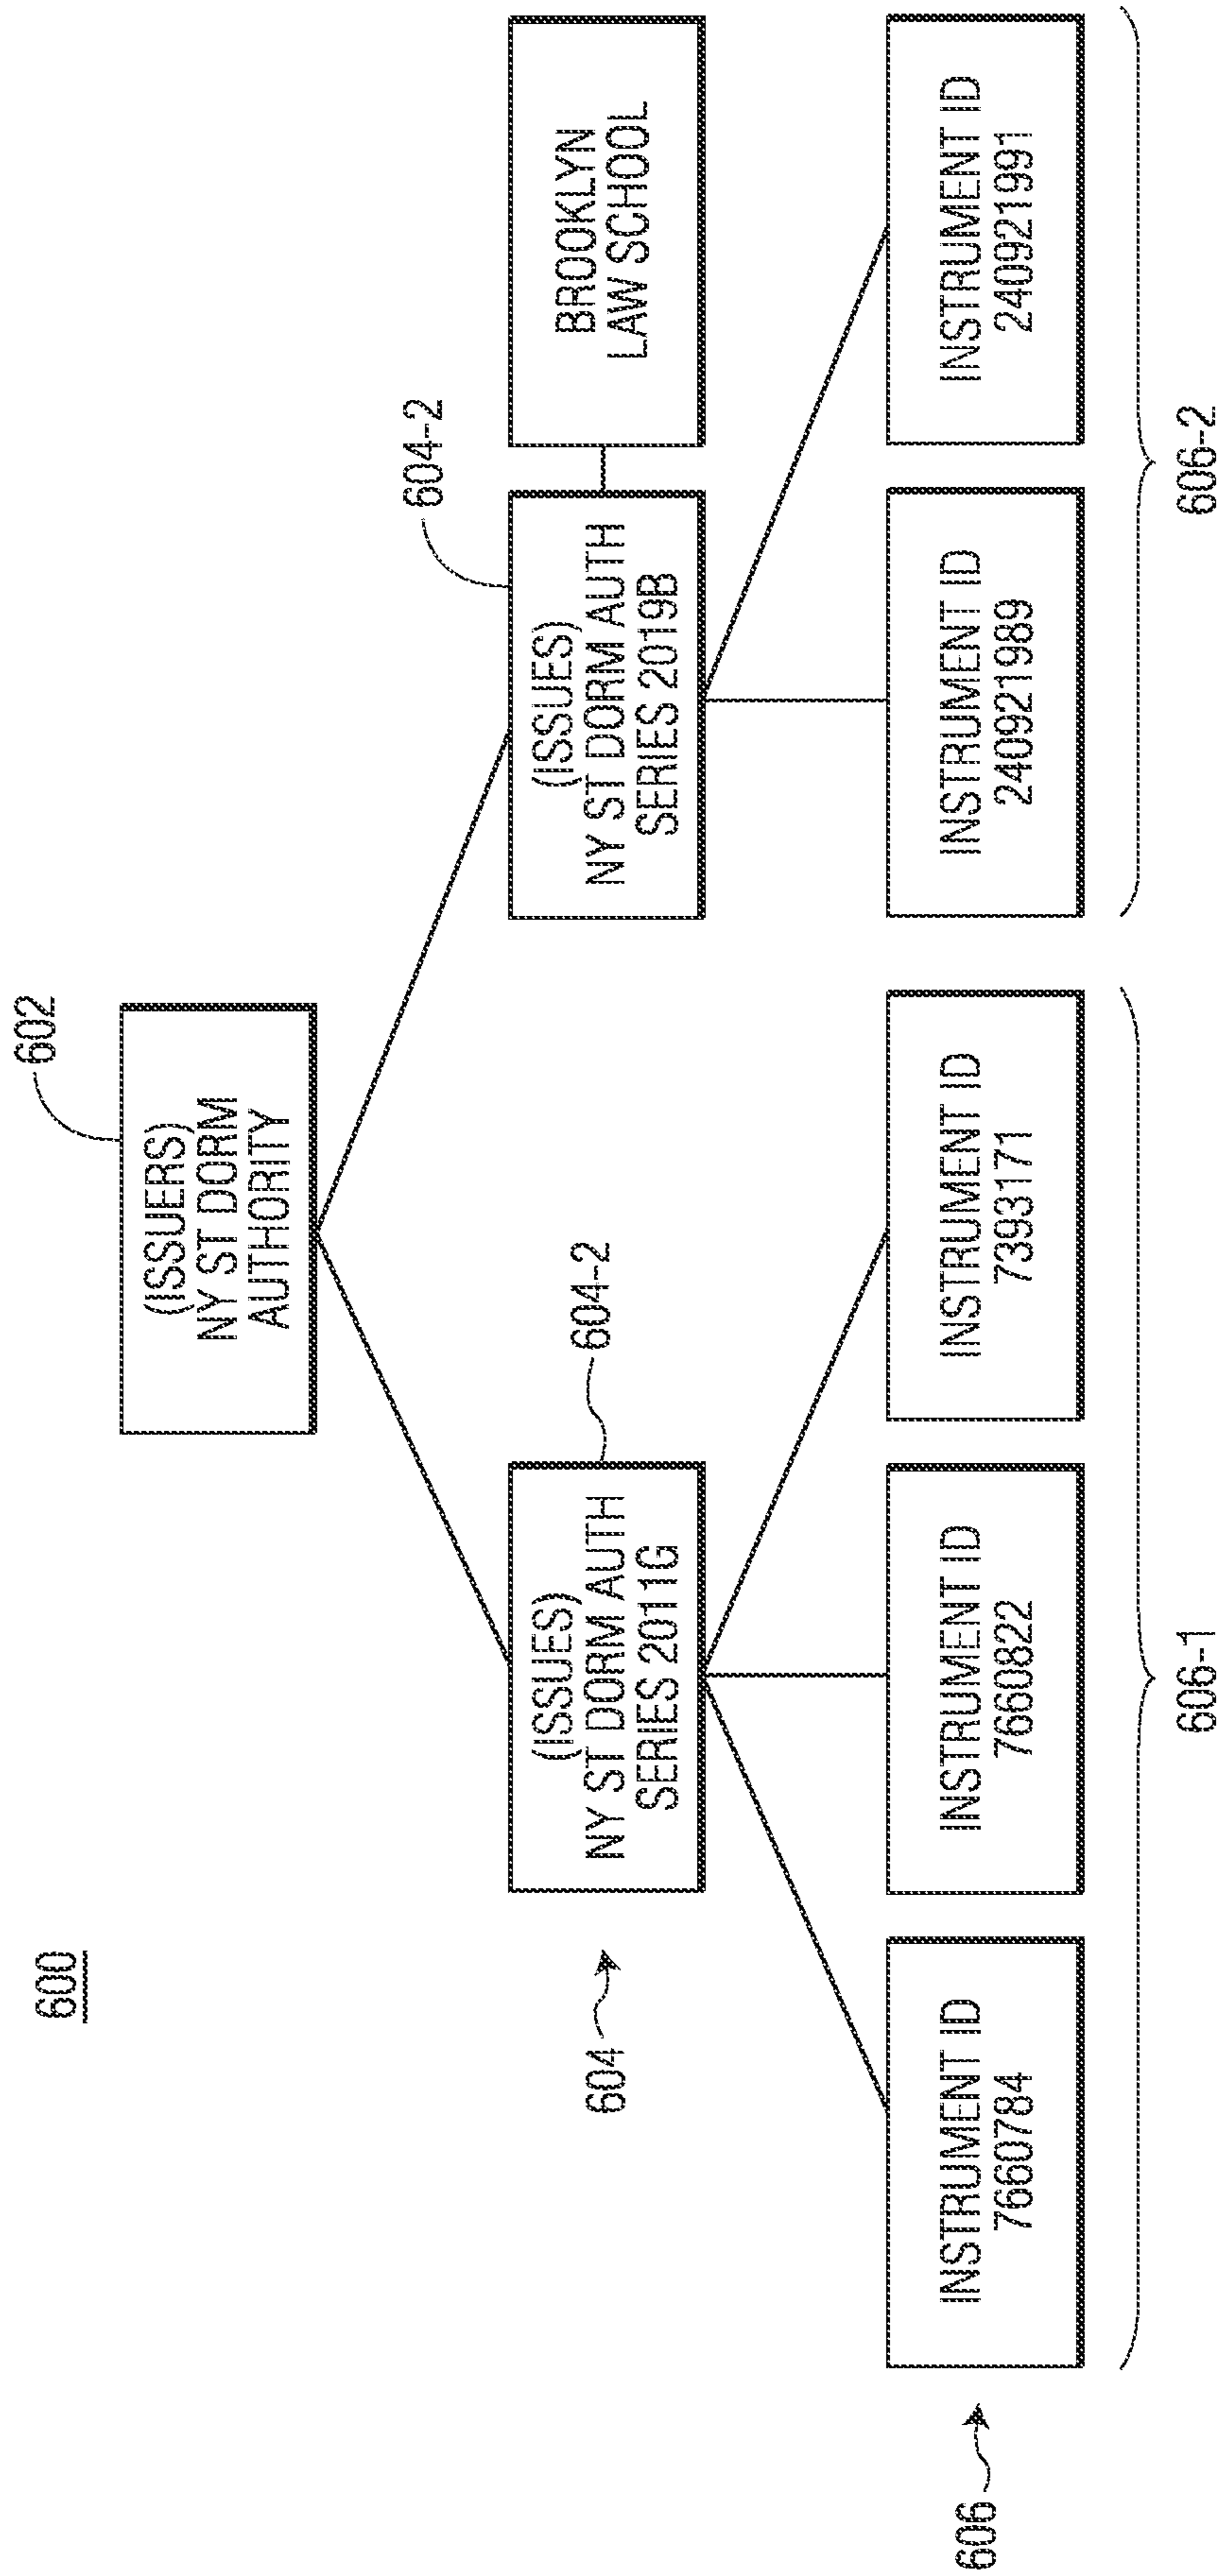 600
602
(ISSUERS)
NY ST DORM
AUTHORITY
604
(ISSUES)
NY ST DORM AUTH
SERIES 2011G
604-2
(ISSUES)
NY ST DORM AUTH
SERIES 2019B
604-2
BROOKLYN
LAW SCHOOL
606
INSTRUMENT ID
7660784
INSTRUMENT ID
7660822
INSTRUMENT ID
7393171
INSTRUMENT ID
240921989
INSTRUMENT ID
240921991
606-1
606-2